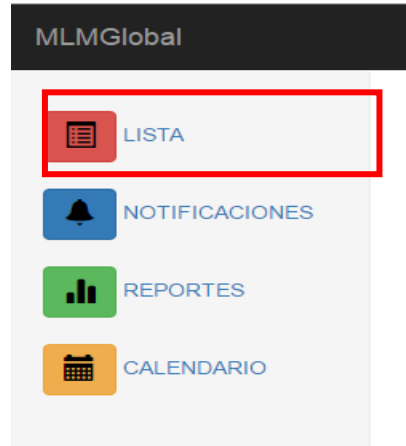 MLMGlobal
LISTA
NOTIFICACIONES
REPORTES
CALENDARIO